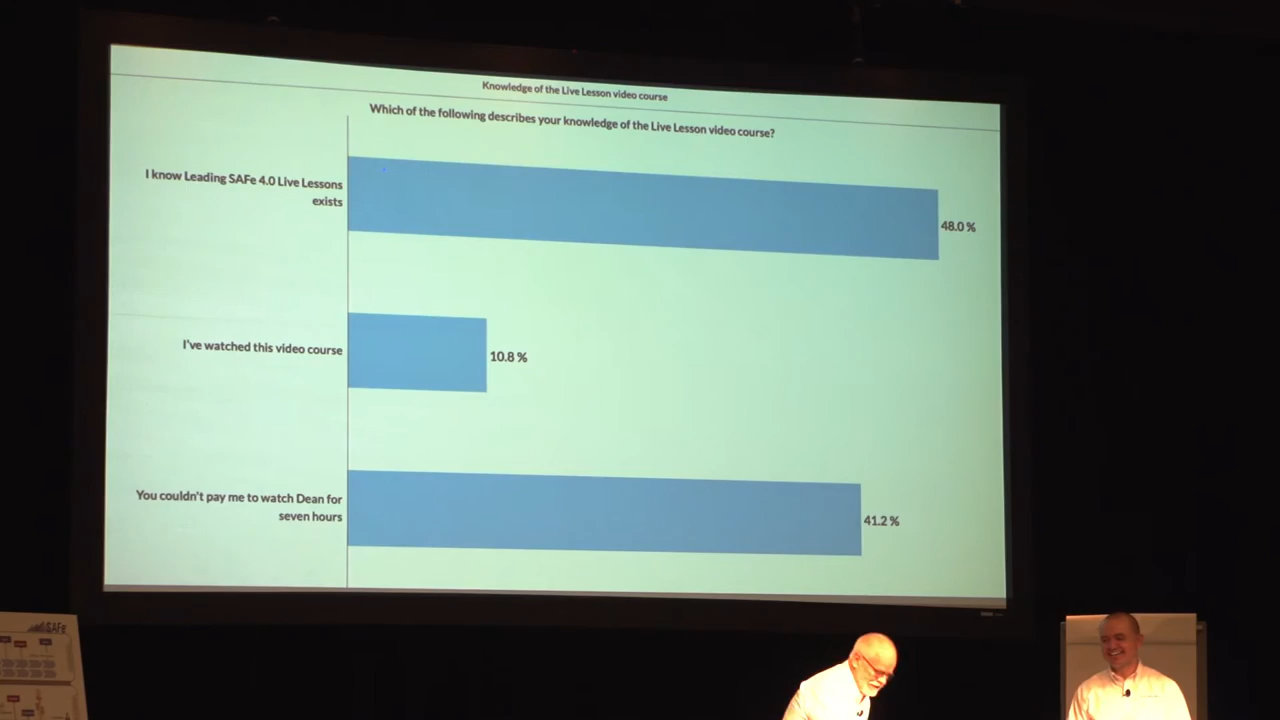 Knowledge of the Live Lesson video course
Which of the following describes your knowledge of the Live Lesson video course?
I know Leading SAFe 4.0 Live Lessons
exists
48.0 %
I've watched this video course
10.8 %
You couldn't pay me to watch Dean for
seven hours
41.2 %
SAFe